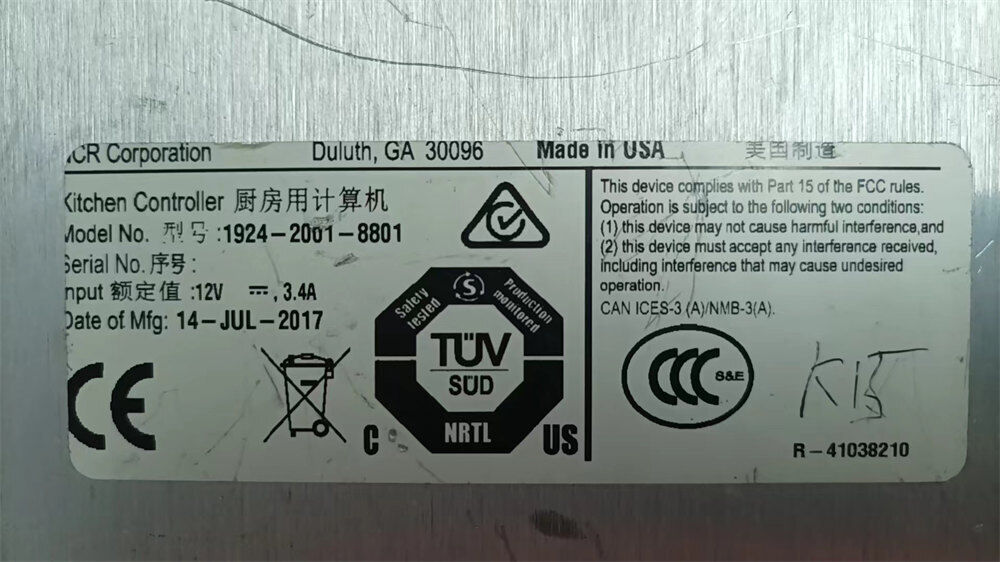 NCR Corporation Duluth, GA 30096 Made in USA 美国制造
Kitchen Controller 厨房用计算机
Model No. 型号:1924-2001-8801
Serial No. 序号:
Input 额定值:12V ⎓, 3.4A
Date of Mfg: 14-JUL-2017
CE
Safety tested
S
Production monitored
TÜV
SÜD
NRTL
C US
This device complies with Part 15 of the FCC rules.
Operation is subject to the following two conditions:
(1) this device may not cause harmful interference,and
(2) this device must accept any interference received,
including interference that may cause undesired
operation.
CAN ICES-3 (A)/NMB-3(A).
CCC S&E
R-41038210